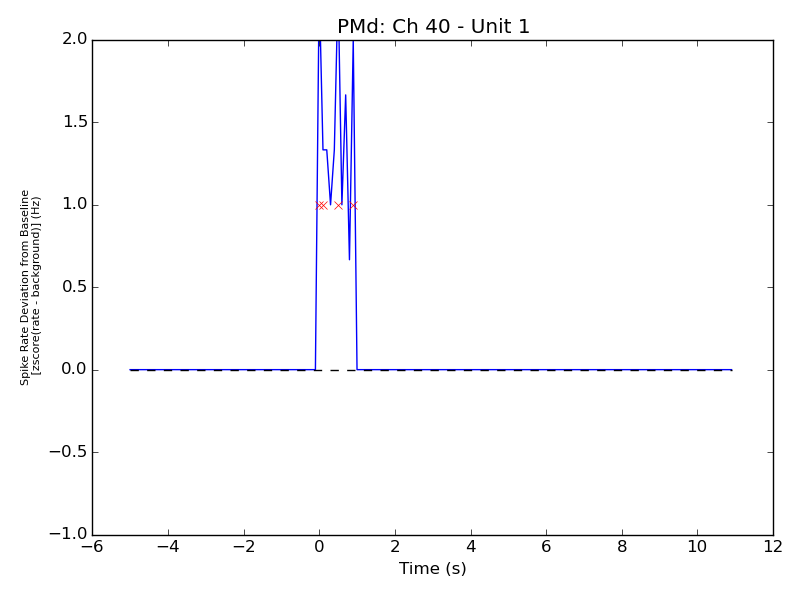 PMd: Ch 40 - Unit 1
2.0
1.5
1.0
0.5
0.0
−0.5
−1.0
Spike Rate Deviation from Baseline
[zscore(rate - background)] (Hz)
−6 −4 −2 0 2 4 6 8 10 12
Time (s)